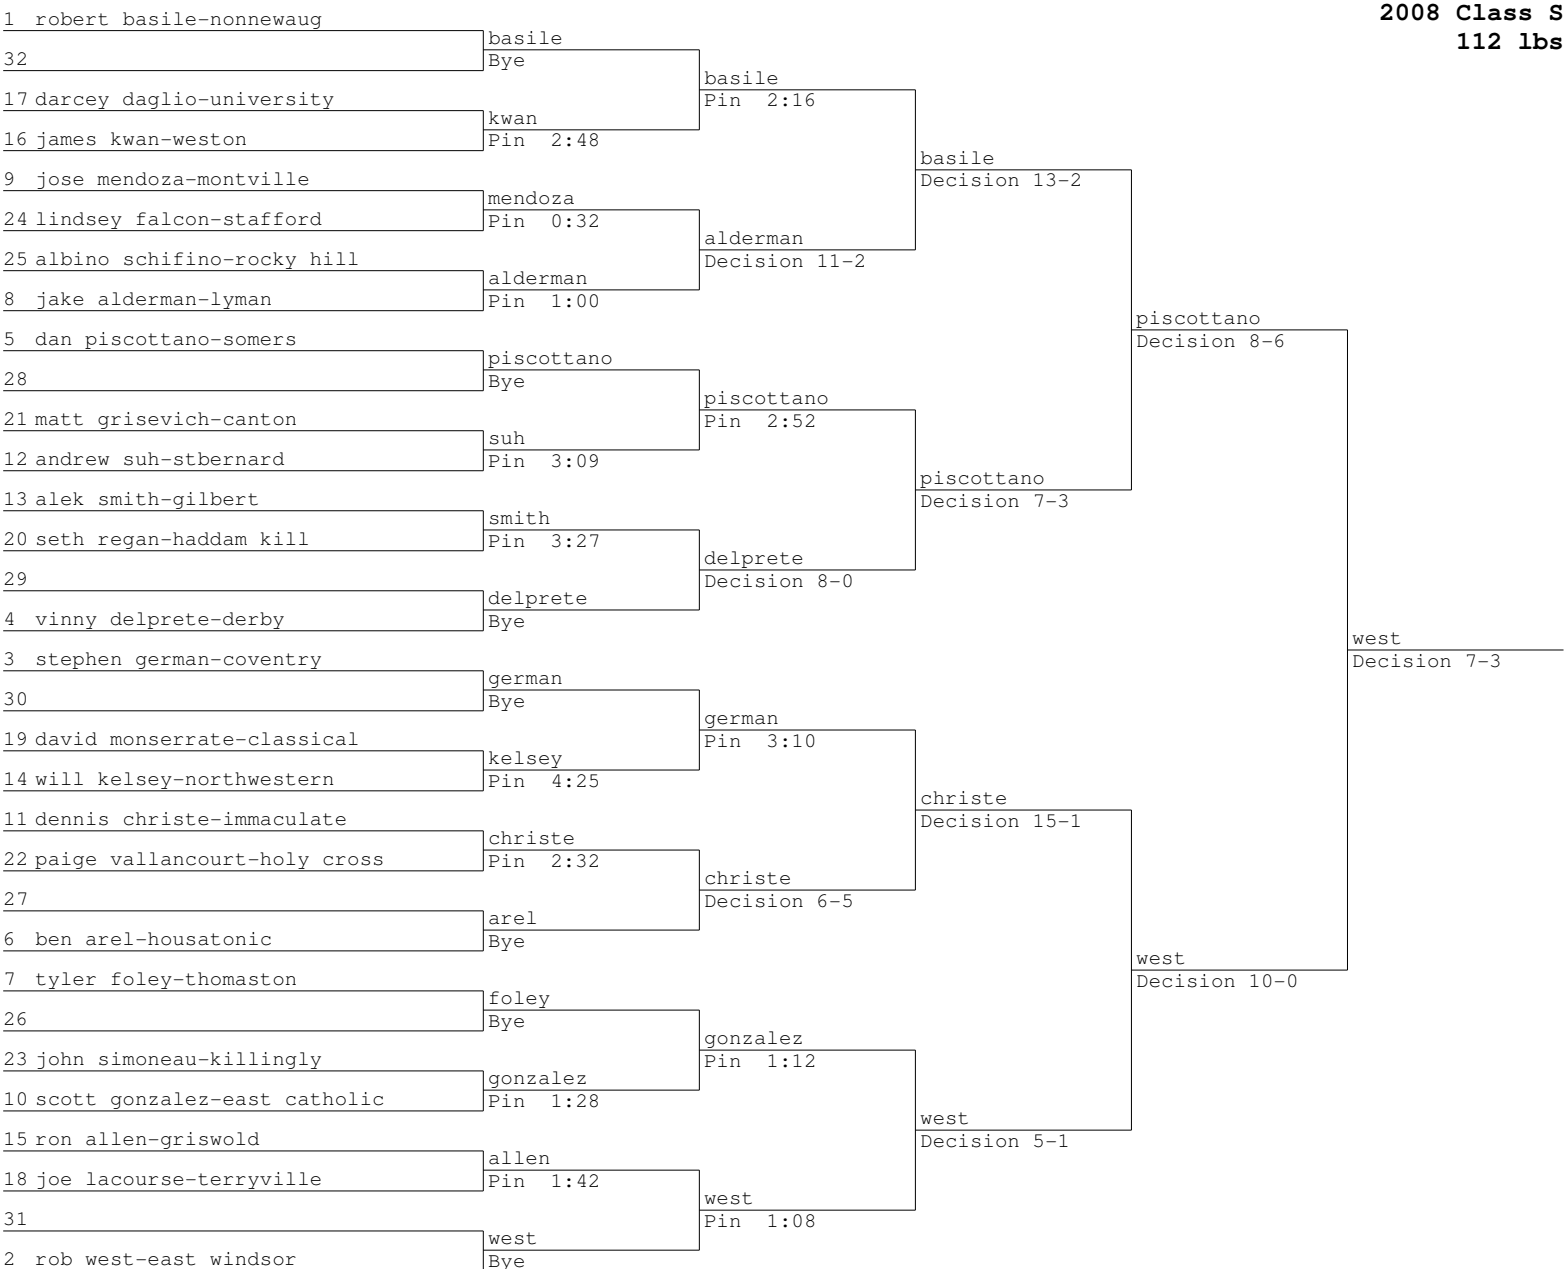 2008 Class S
112 lbs
1 robert basile-nonnewaug
32
17 darcey daglio-university
16 james kwan-weston
9 jose mendoza-montville
24 lindsey falcon-stafford
25 albino schifino-rocky hill
8 jake alderman-lyman
5 dan piscottano-somers
28
21 matt grisevich-canton
12 andrew suh-stbernard
13 alek smith-gilbert
20 seth regan-haddam kill
29
4 vinny delprete-derby
3 stephen german-coventry
30
19 david monserrate-classical
14 will kelsey-northwestern
11 dennis christe-immaculate
22 paige vallancourt-holy cross
27
6 ben arel-housatonic
7 tyler foley-thomaston
26
23 john simoneau-killingly
10 scott gonzalez-east catholic
15 ron allen-griswold
18 joe lacourse-terryville
31
2 rob west-east windsor
basile
Bye
kwan
Pin 2:48
mendoza
Pin 0:32
alderman
Pin 1:00
piscottano
Bye
suh
Pin 3:09
smith
Pin 3:27
delprete
Bye
german
Bye
kelsey
Pin 4:25
christe
Pin 2:32
arel
Bye
foley
Bye
gonzalez
Pin 1:28
allen
Pin 1:42
west
Bye
basile
Pin 2:16
alderman
Decision 11-2
piscottano
Pin 2:52
delprete
Decision 8-0
german
Pin 3:10
christe
Decision 6-5
gonzalez
Pin 1:12
west
Pin 1:08
basile
Decision 13-2
piscottano
Decision 7-3
christe
Decision 15-1
west
Decision 5-1
piscottano
Decision 8-6
west
Decision 10-0
west
Decision 7-3